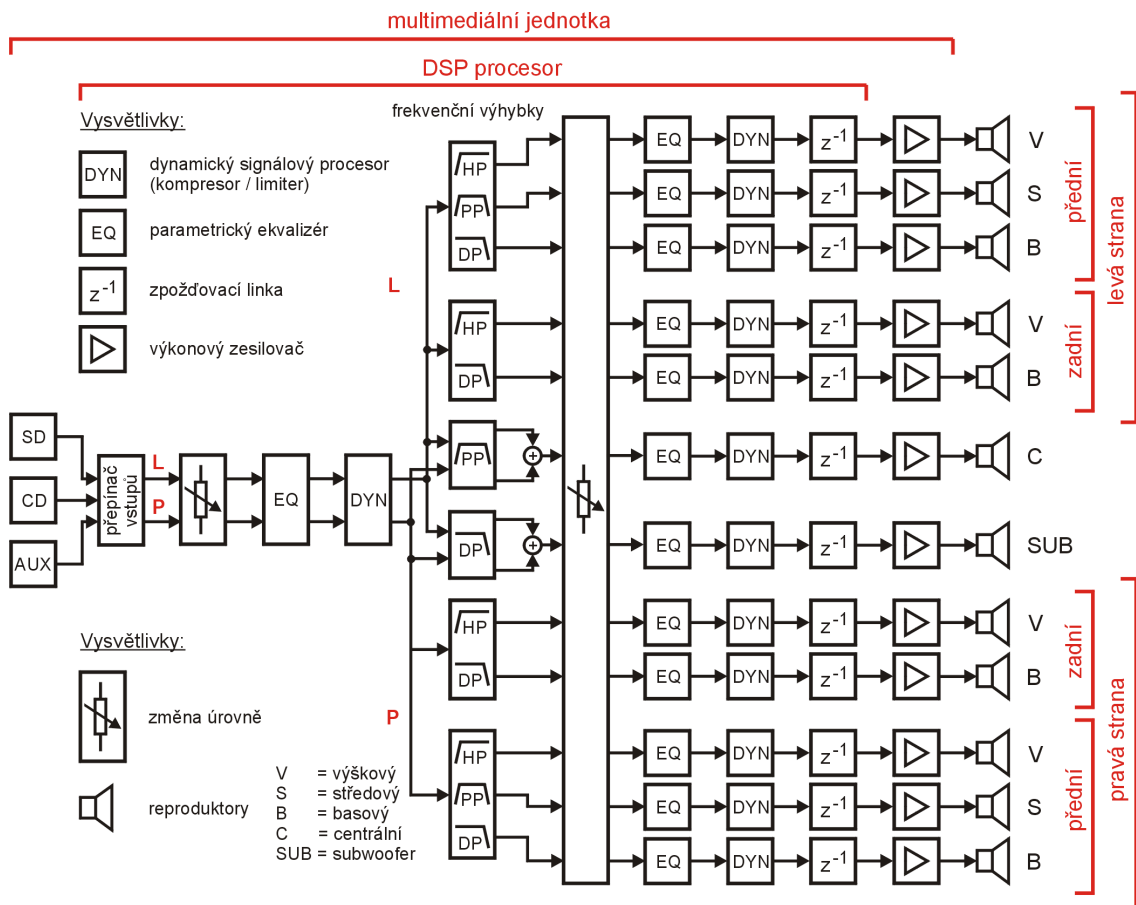 multimediální jednotka
DSP procesor
Vysvětlivky:
DYN
dynamický signálový procesor
(kompresor / limiter)
EQ
parametrický ekvalizér
z-1
zpožďovací linka
výkonový zesilovač
SD
CD
AUX
přepínač
vstupů
L
P
EQ
DYN
L
P
Vysvětlivky:
změna úrovně
reproduktory
V = výškový
S = středový
B = basový
C = centrální
SUB = subwoofer
frekvenční výhybky
HP
PP
DP
HP
DP
PP
+
DP
+
HP
DP
HP
PP
DP
EQ DYN z-1 V
EQ DYN z-1 S
EQ DYN z-1 B
EQ DYN z-1 V
EQ DYN z-1 B
EQ DYN z-1 C
EQ DYN z-1 SUB
EQ DYN z-1 V
EQ DYN z-1 B
EQ DYN z-1 V
EQ DYN z-1 S
EQ DYN z-1 B
přední
zadní
levá strana
zadní
přední
pravá strana